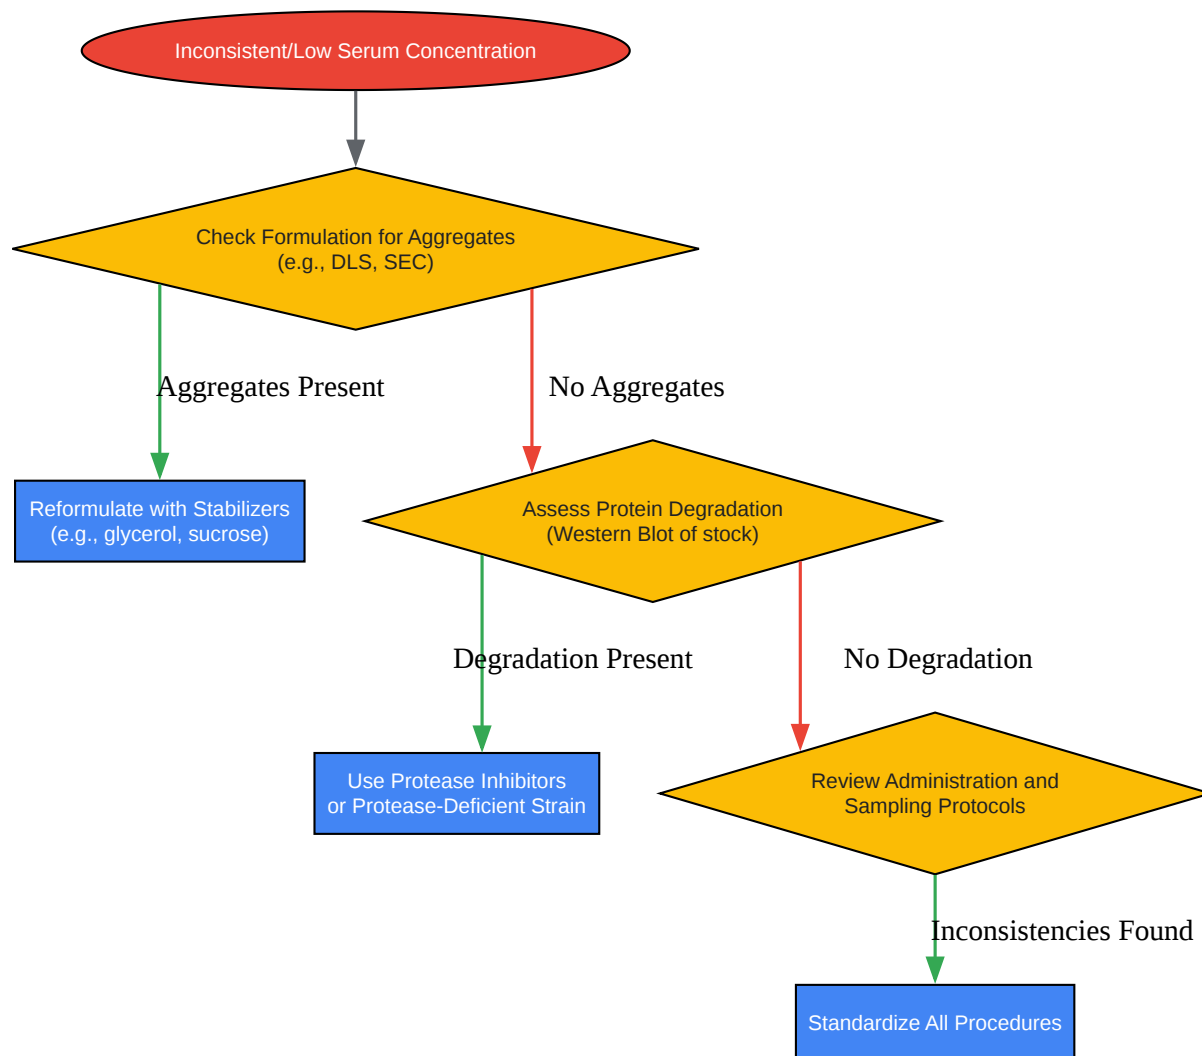 Inconsistent/Low Serum Concentration
Check Formulation for Aggregates
(e.g., DLS, SEC)
Aggregates Present
No Aggregates
Reformulate with Stabilizers
(e.g., glycerol, sucrose)
Assess Protein Degradation
(Western Blot of stock)
Degradation Present
No Degradation
Use Protease Inhibitors
or Protease-Deficient Strain
Review Administration and
Sampling Protocols
Inconsistencies Found
Standardize All Procedures